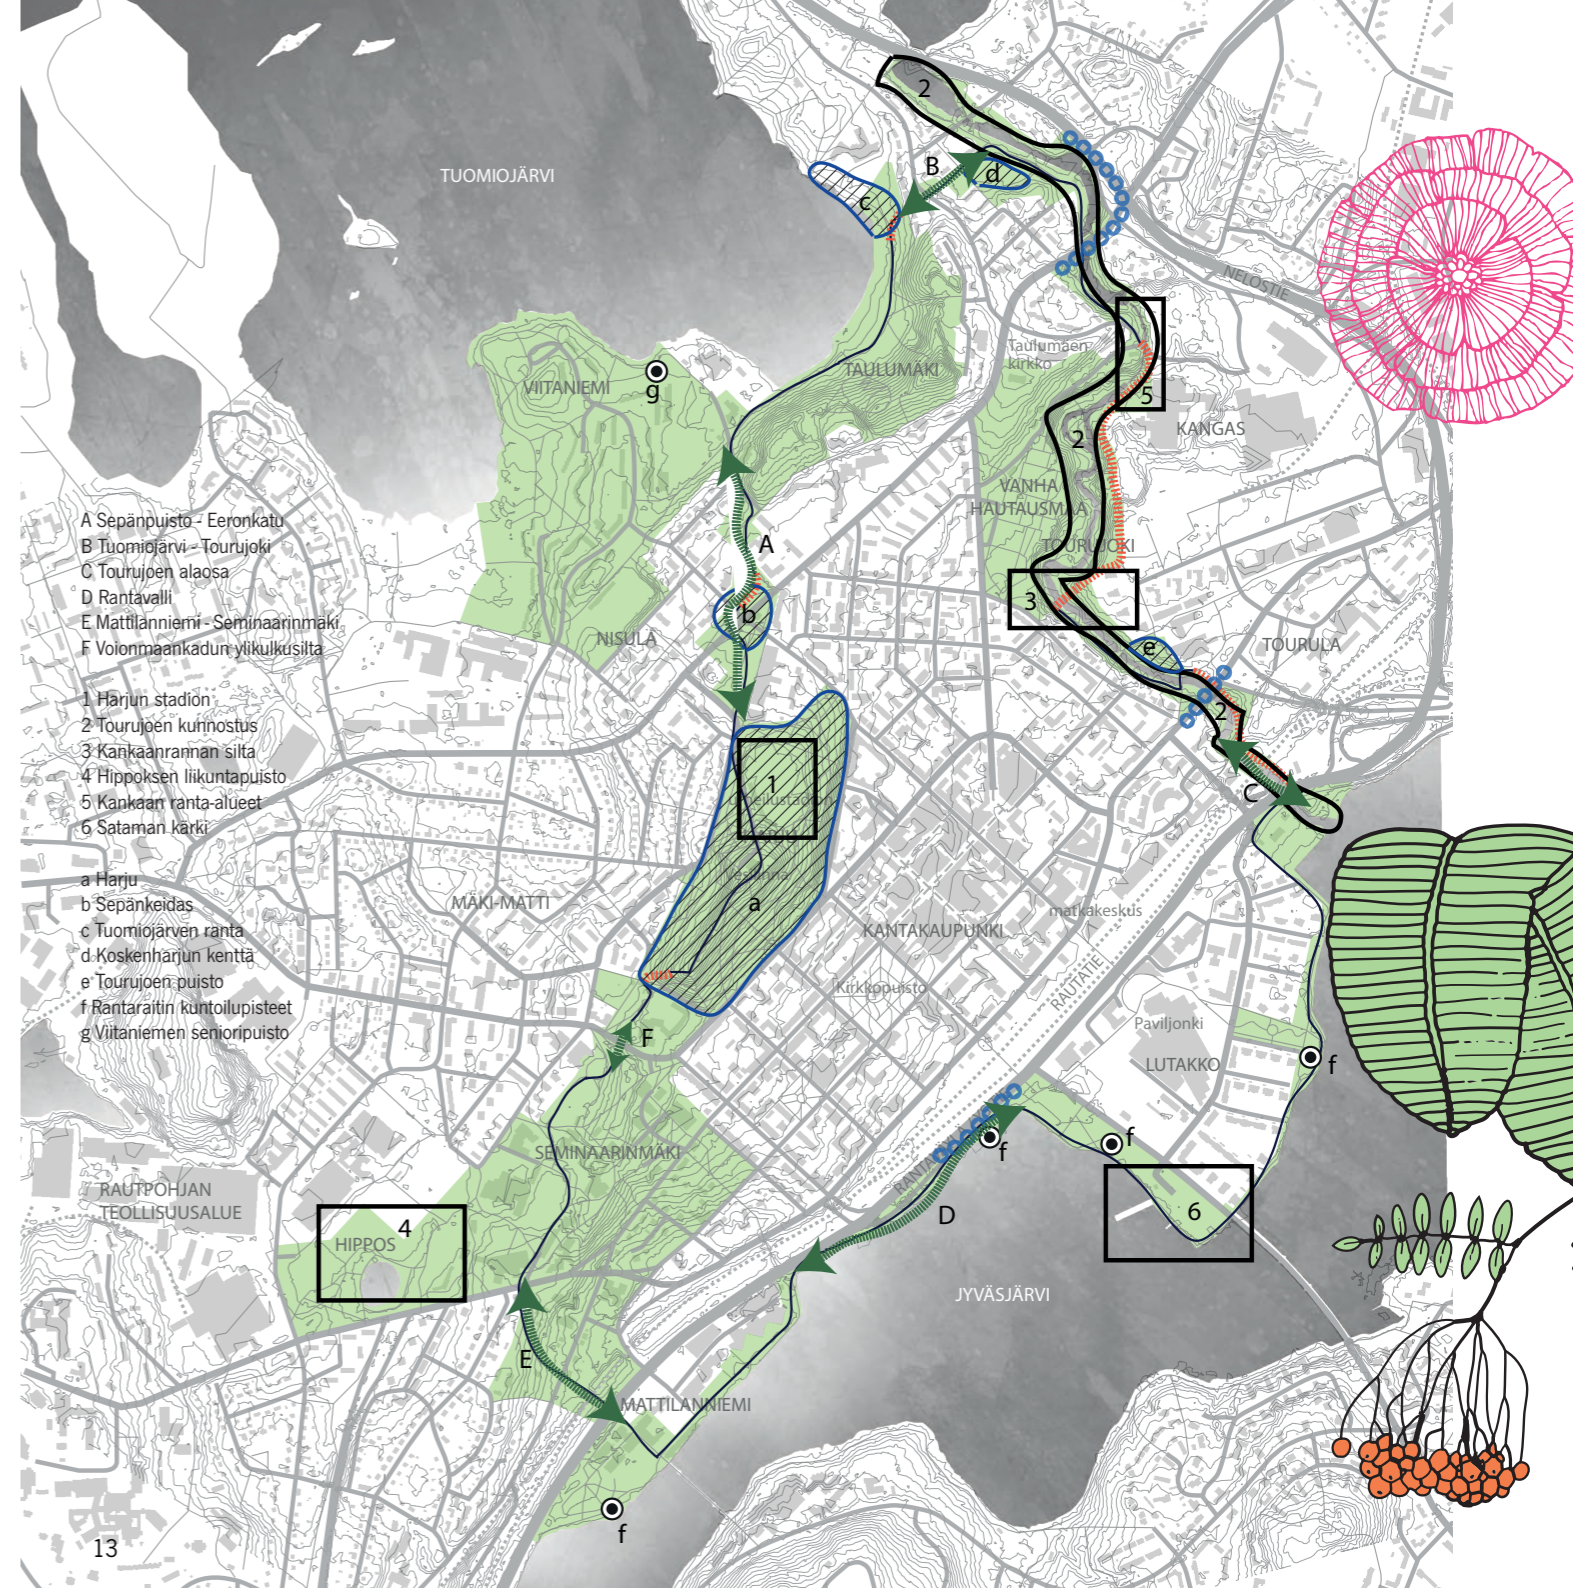 2
TUOMIOJÄRVI
B
d
c
NELOSTIE
Taulumäen
kirkko
TAULUMÄKI
VIITANIEMI
g
5
KANGAS
2
VANHA
HAUTAUSMAA
TOURUJOKI
A
3
b
NISULA
e
TOURULA
2
A Sepänpuisto - Eeronkatu
B Tuomiojärvi - Tourujoki
C Tourujoen alaosa
D Rantavalli
E Mattilanniemi - Seminaarinmäki
F Voionmaankadun ylikulkusilta
1 Harjun stadion
2 Tourujoen kunnostus
3 Kankaanrannan silta
4 Hippoksen liikuntapuisto
5 Kankaan ranta-alueet
6 Sataman kärki
a Harju
b Sepänkeidas
c Tuomiojärven ranta
d Koskenharjun kenttä
e Tourujoen puisto
f Rantaraitin kuntoilupisteet
g Viitaniemen senioripuisto
1
C
a
MÄKI-MATTI
KANTAKAUPUNKI
matkakeskus
Kirkkopuisto
RAUTATIE
Paviljonki
LUTAKKO
F
f
f
f
SEMINAARINMÄKI
RAUTPOHJAN
TEOLLISUUSALUE
4
HIPPOS
D
6
JYVÄSJÄRVI
E
MATTILANNIEMI
f
13